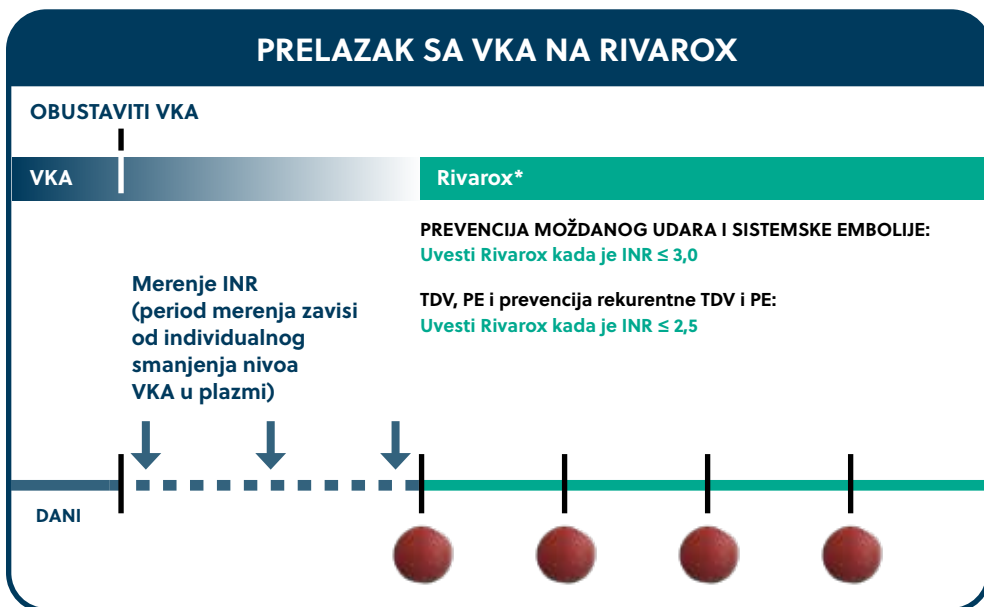 PRELAZAK SA VKA NA RIVAROX
OBUSTAVITI VKA
VKA
Rivarox*
PREVENCIJA MOŽDANOG UDARA I SISTEMSKE EMBOLIJE:
Uvesti Rivarox kada je INR ≤ 3,0
TDV, PE i prevencija rekurentne TDV i PE:
Uvesti Rivarox kada je INR ≤ 2,5
Merenje INR
(period merenja zavisi
od individualnog
smanjenja nivoa
VKA u plazmi)
DANI